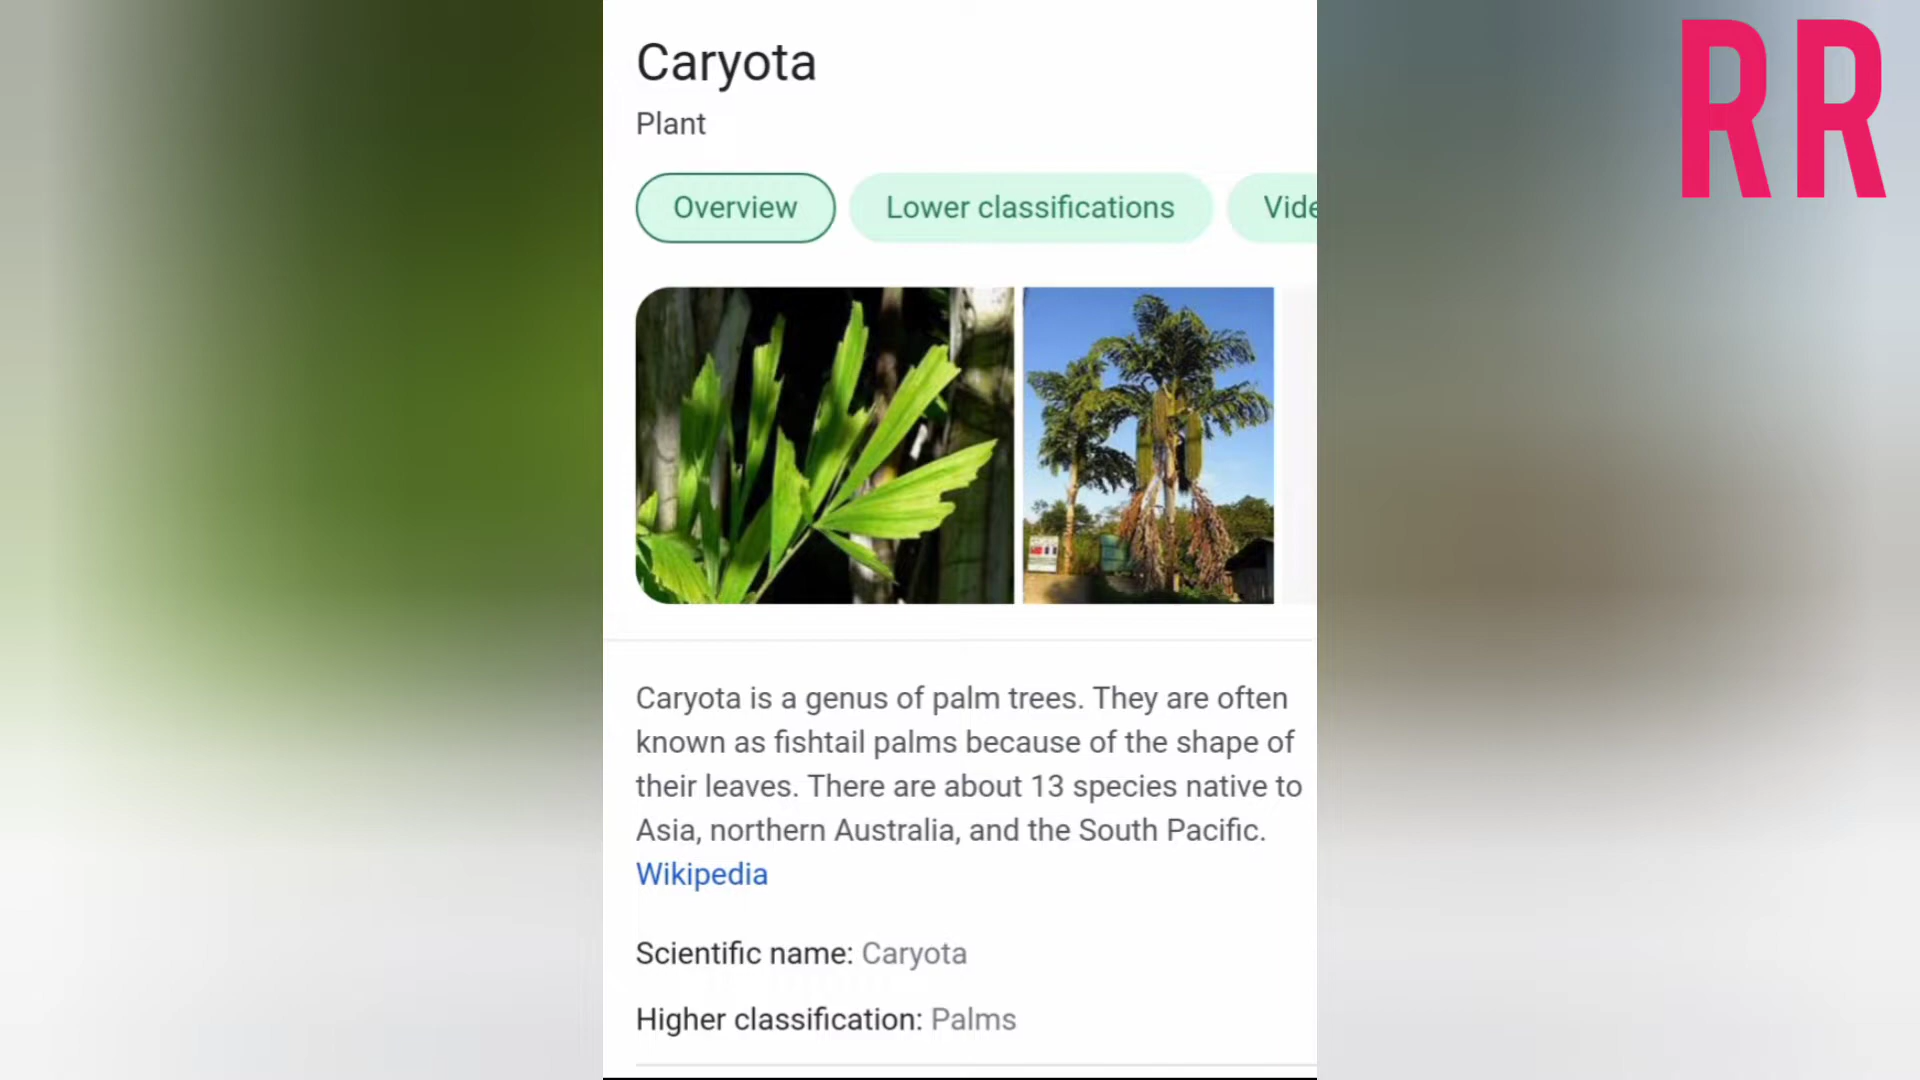 RR
Caryota
Plant
Overview
Lower classifications
Vide
Caryota is a genus of palm trees. They are often
known as fishtail palms because of the shape of
their leaves. There are about 13 species native to
Asia, northern Australia, and the South Pacific.
Wikipedia
Scientific name: Caryota
Higher classification: Palms